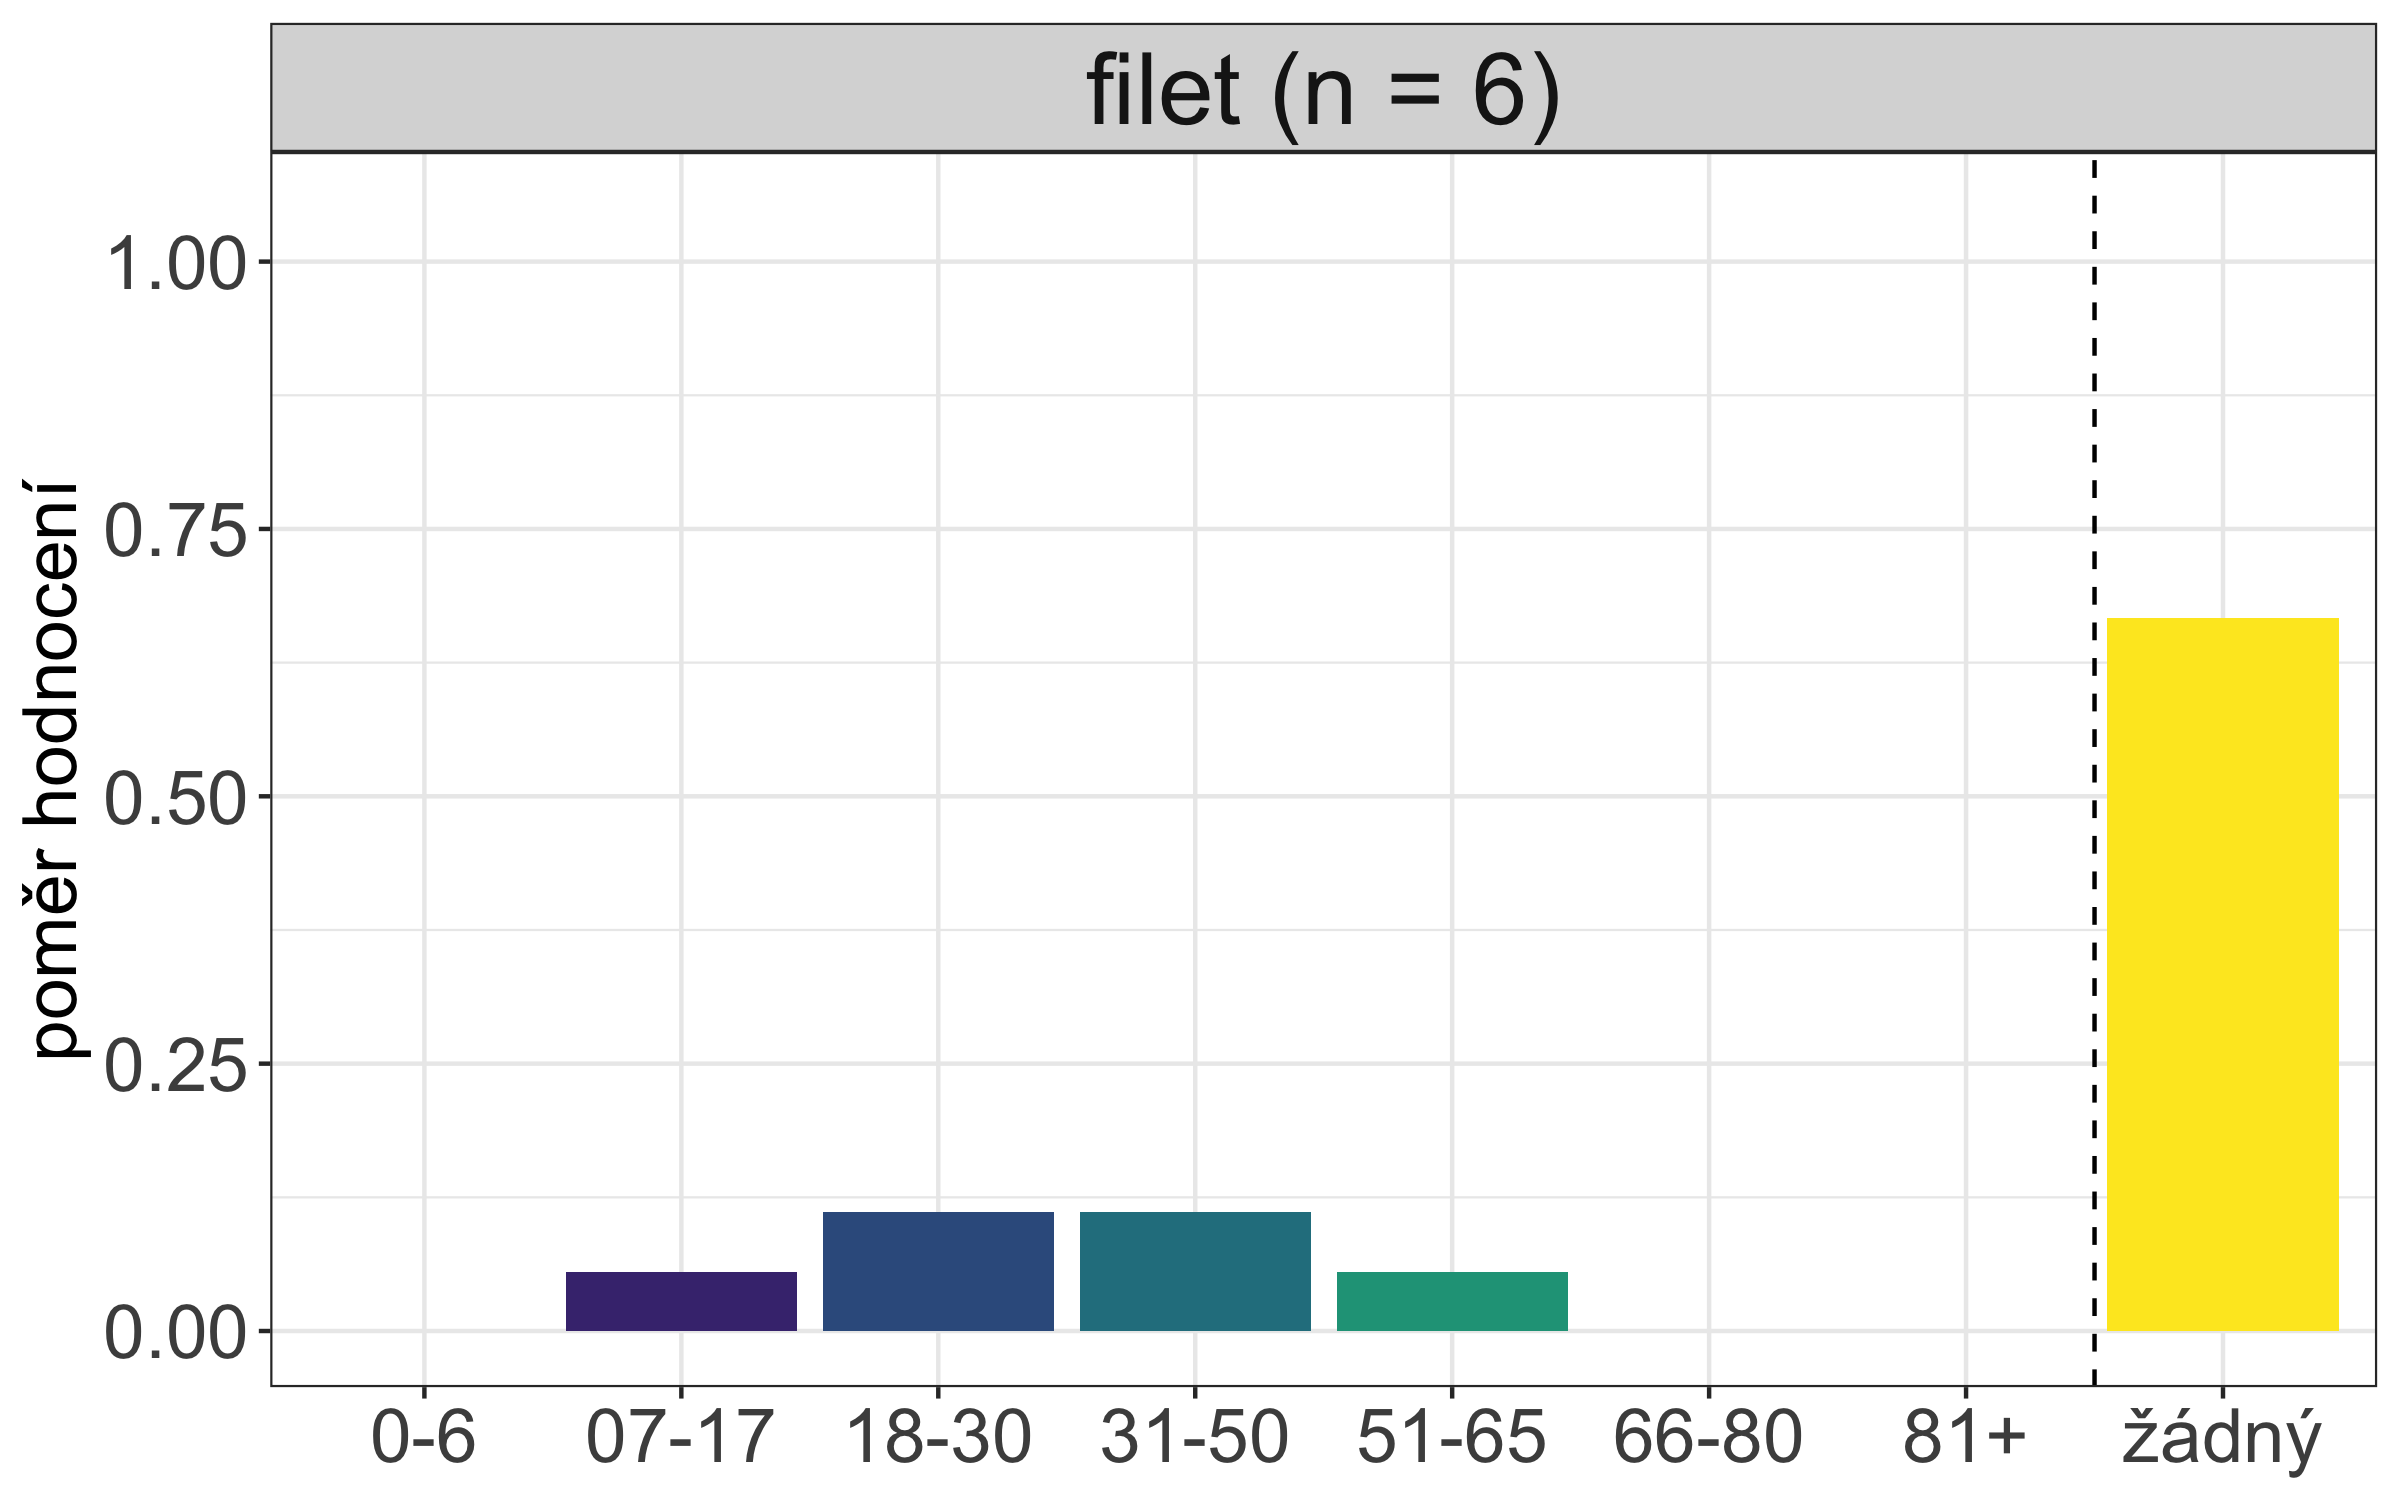 filet (n = 6)
poměr hodnocení
1.00
0.75
0.50
0.25
0.00
0-6 07-17 18-30 31-50 51-65 66-80 81+ žádný